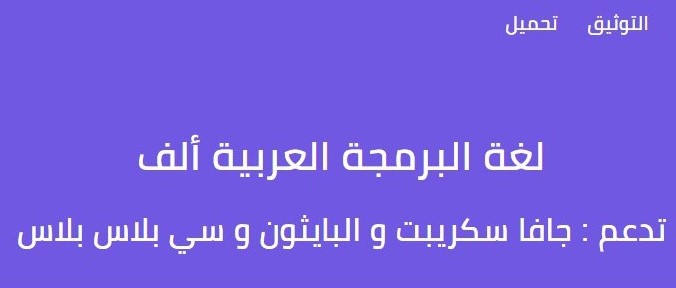 التوثيق تحميل
لغة البرمجة العربية ألف
تدعم : جافا سكريبت و البايثون و سي بلاس بلاس